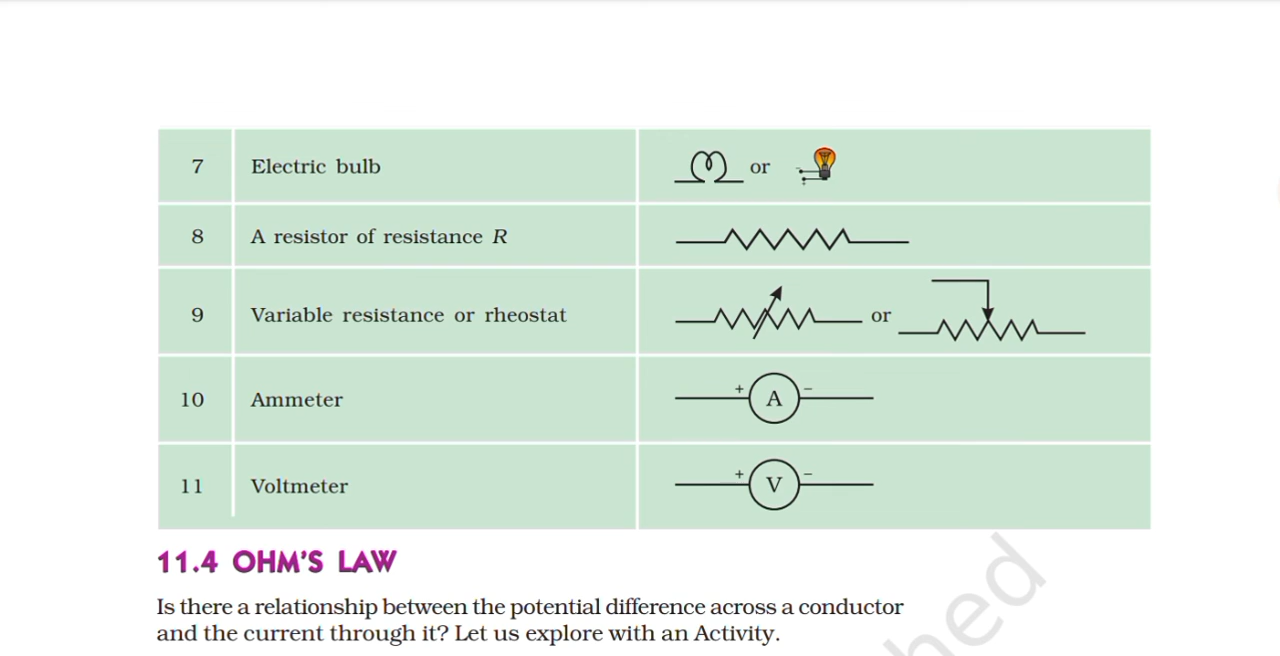 7 Electric bulb or
8 A resistor of resistance R
9 Variable resistance or rheostat or
10 Ammeter + A –
11 Voltmeter + V –
11.4 OHM'S LAW
Is there a relationship between the potential difference across a conductor
and the current through it? Let us explore with an Activity.
hed